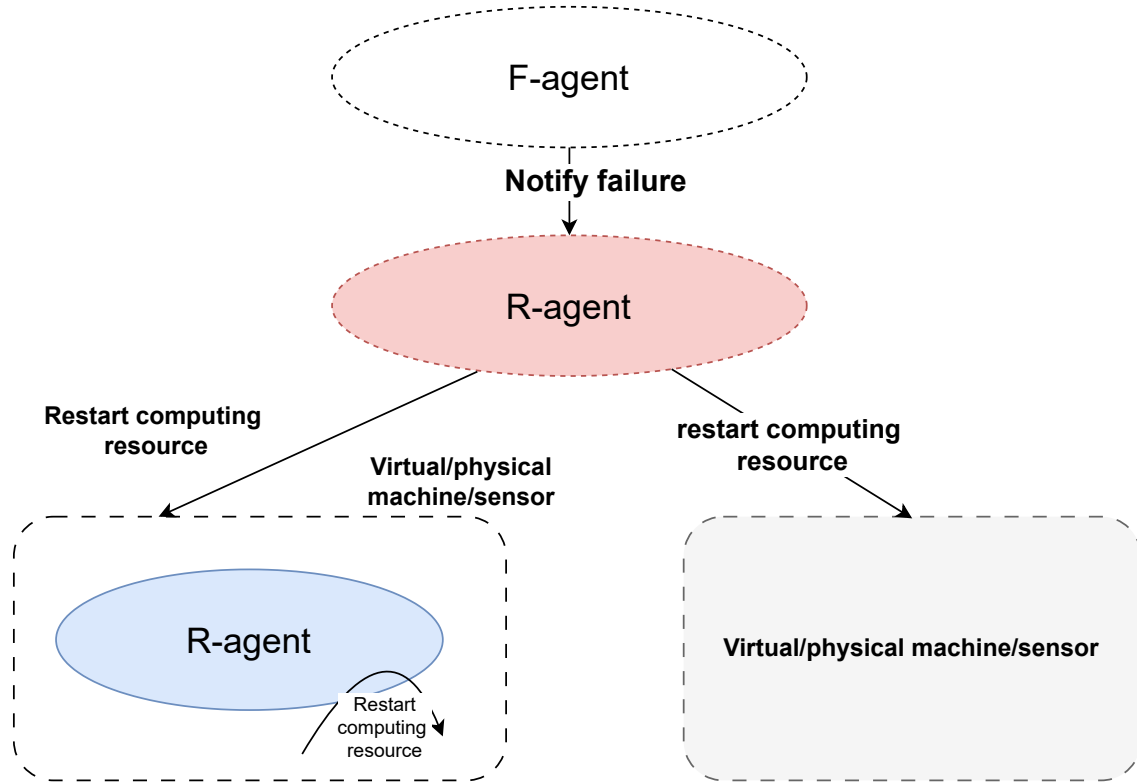 F-agent
Notify failure
R-agent
Restart computing
resource
restart computing
resource
Virtual/physical
machine/sensor
R-agent
Restart
computing
resource
Virtual/physical machine/sensor